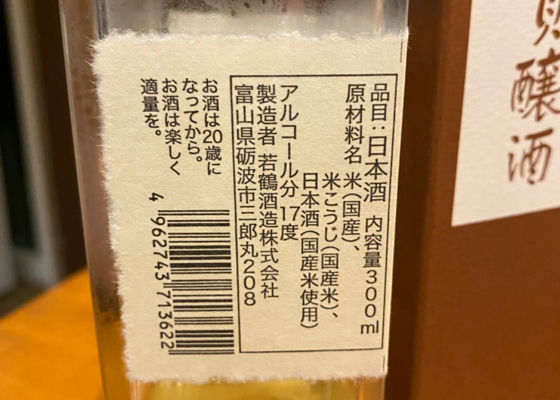 品目：日本酒 内容量300ml
原材料名 米(国産)、
米こうじ(国産米)、
日本酒(国産米使用)
アルコール分 17度
製造者 若鶴酒造株式会社
富山県砺波市三郎丸208
お酒は20歳に
なってから。
お酒は楽しく
適量を。
4 962743 713622
醸酒